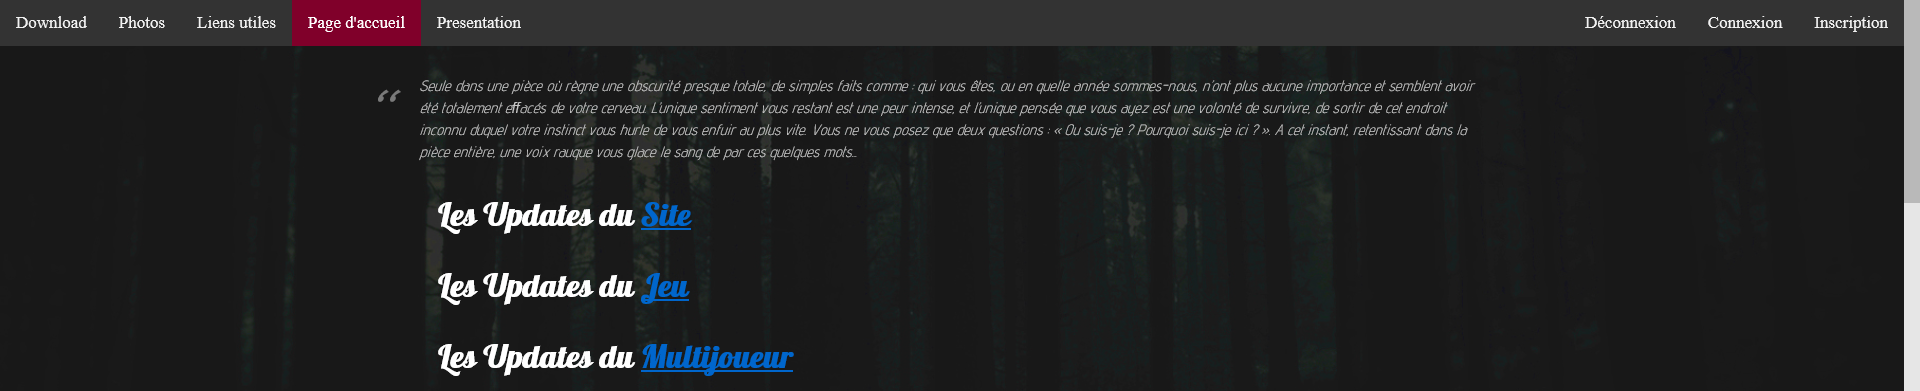 Download Photos Liens utiles Page d'accueil Presentation Déconnexion Connexion Inscription
“ Seule dans une pièce où règne une obscurité presque totale, de simples faits comme : qui vous êtes, ou en quelle année sommes-nous, n'ont plus aucune importance et semblent avoir
été totalement effacés de votre cerveau. L'unique sentiment vous restant est une peur intense, et l'unique pensée que vous ayez est une volonté de survivre, de sortir de cet endroit
inconnu duquel votre instinct vous hurle de vous enfuir au plus vite. Vous ne vous posez que deux questions : « Ou suis-je ? Pourquoi suis-je ici ? ». A cet instant, retentissant dans la
pièce entière, une voix rauque vous glace le sang de par ces quelques mots...
Les Updates du Site
Les Updates du Jeu
Les Updates du Multijoueur